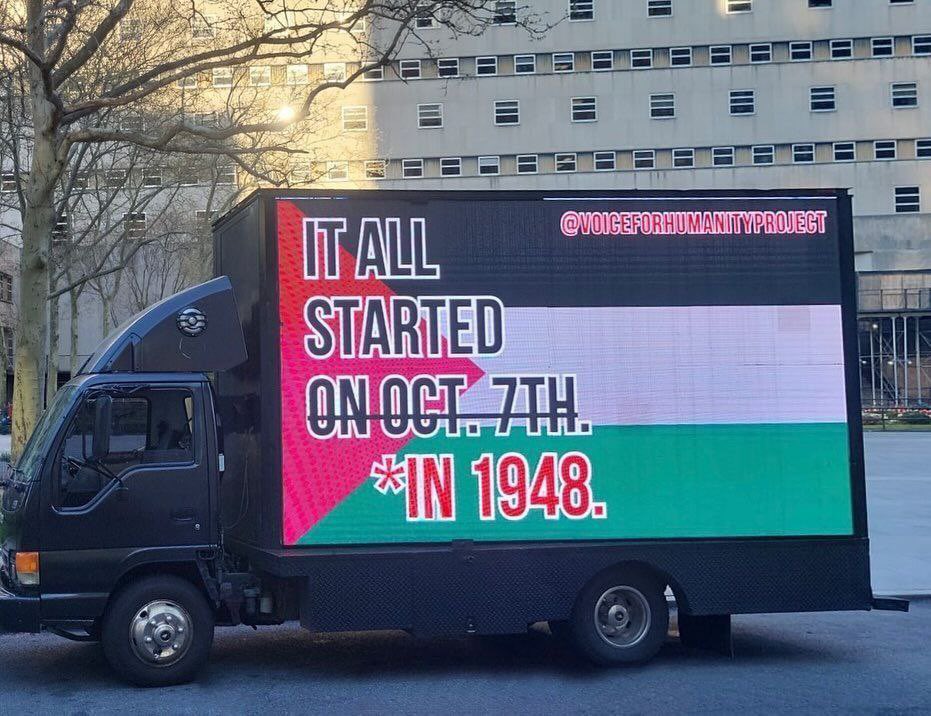 @VOICEFORHUMANITYPROJECT
IT ALL
STARTED
ON OCT. 7TH.
*IN 1948.